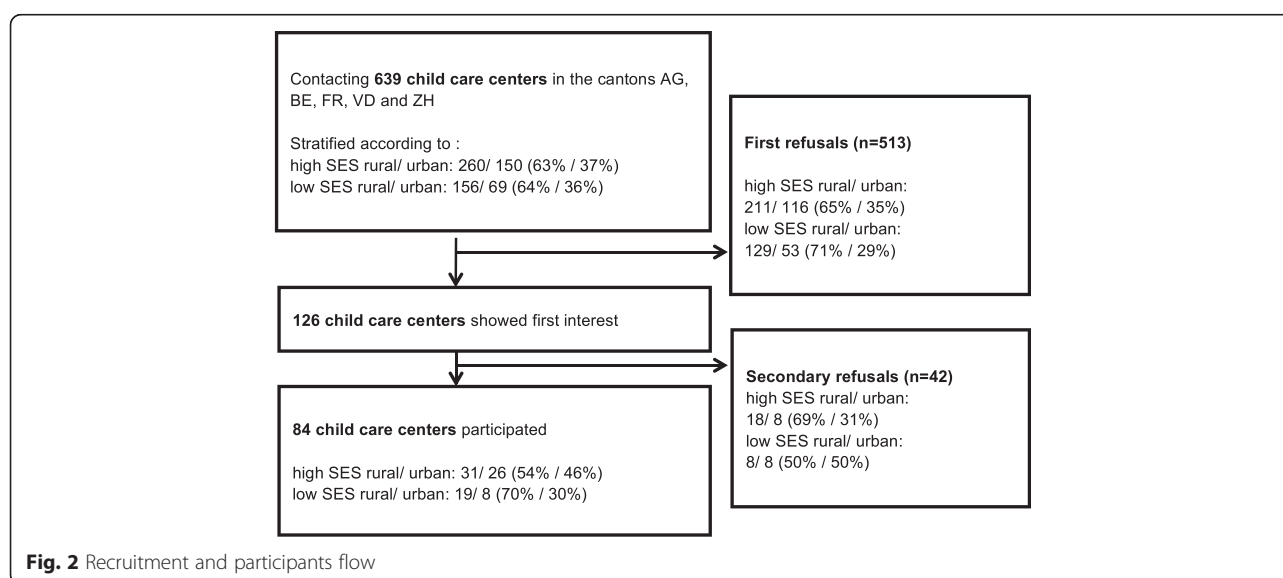 Contacting 639 child care centers in the cantons AG,
BE, FR, VD and ZH
Stratified according to :
high SES rural/ urban: 260/ 150 (63% / 37%)
low SES rural/ urban: 156/ 69 (64% / 36%)
First refusals (n=513)
high SES rural/ urban:
211/ 116 (65% / 35%)
low SES rural/ urban:
129/ 53 (71% / 29%)
126 child care centers showed first interest
Secondary refusals (n=42)
high SES rural/ urban:
18/ 8 (69% / 31%)
low SES rural/ urban:
8/ 8 (50% / 50%)
84 child care centers participated
high SES rural/ urban: 31/ 26 (54% / 46%)
low SES rural/ urban: 19/ 8 (70% / 30%)
Fig. 2 Recruitment and participants flow